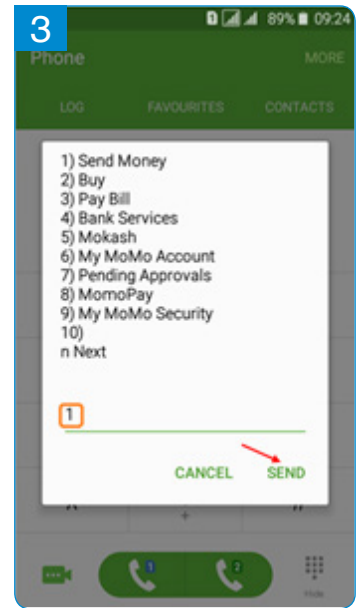 3
89% 09:24
Phone MORE
LOG FAVOURITES CONTACTS
1) Send Money
2) Buy
3) Pay Bill
4) Bank Services
5) Mokash
6) My MoMo Account
7) Pending Approvals
8) MomoPay
9) My MoMo Security
10)
n Next
1
CANCEL SEND
+
1 2
Hide